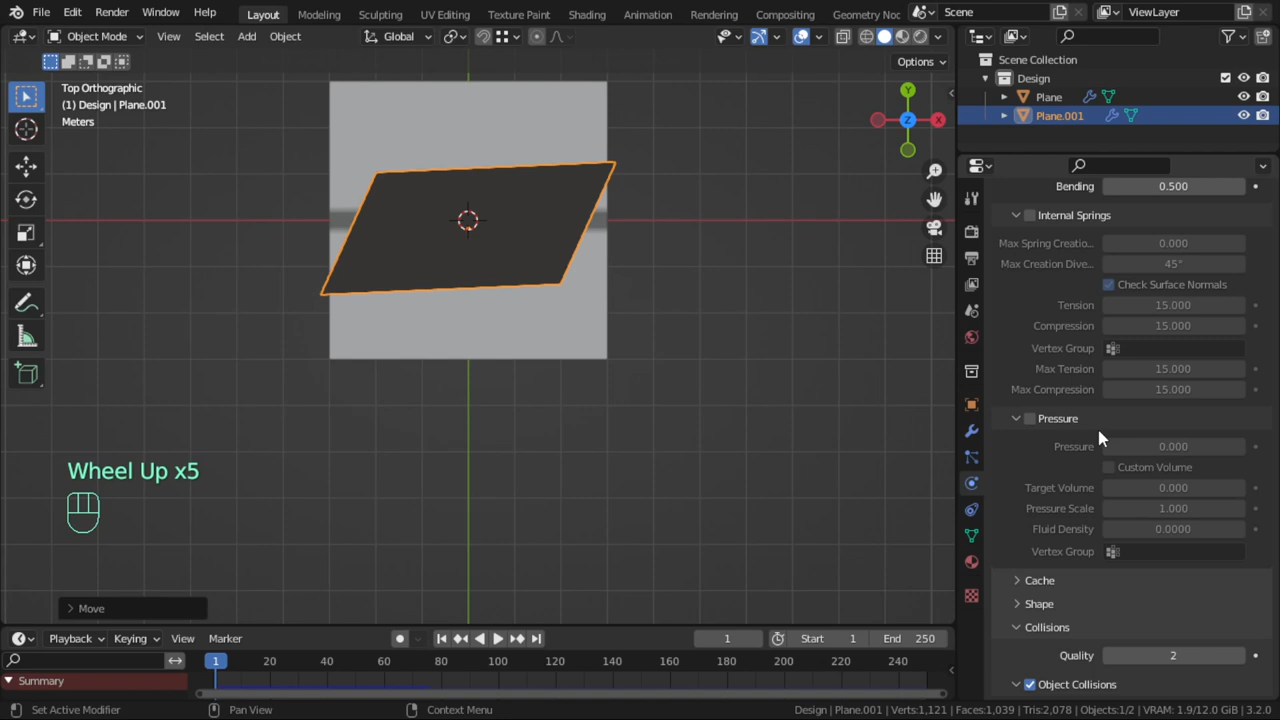 File Edit Render Window Help Layout Modeling Sculpting UV Editing Texture Paint Shading Animation Rendering Compositing Geometry Noc Scene ViewLayer
Object Mode View Select Add Object Global
Options
Top Orthographic
(1) Design | Plane.001
Meters
Y
X
Z
Scene Collection
Design
Plane
Plane.001
Bending 0.500
Internal Springs
Max Spring Creatio... 0.000
Max Creation Dive... 45°
Check Surface Normals
Tension 15.000
Compression 15.000
Vertex Group
Max Tension 15.000
Max Compression 15.000
Pressure
Pressure 0.000
Custom Volume
Target Volume 0.000
Pressure Scale 1.000
Fluid Density 0.0000
Vertex Group
Cache
Shape
Collisions
Quality 2
Object Collisions
Wheel Up x5
Move
Playback Keying View Marker 1 Start 1 End 250
1 20 40 60 80 100 120 140 160 180 200 220 240
Summary
Set Active Modifier Pan View Context Menu Design | Plane.001 | Verts:1,121 | Faces:1,039 | Tris:2,078 | Objects:1/2 | VRAM: 1.9/12.0 GiB | 3.2.0